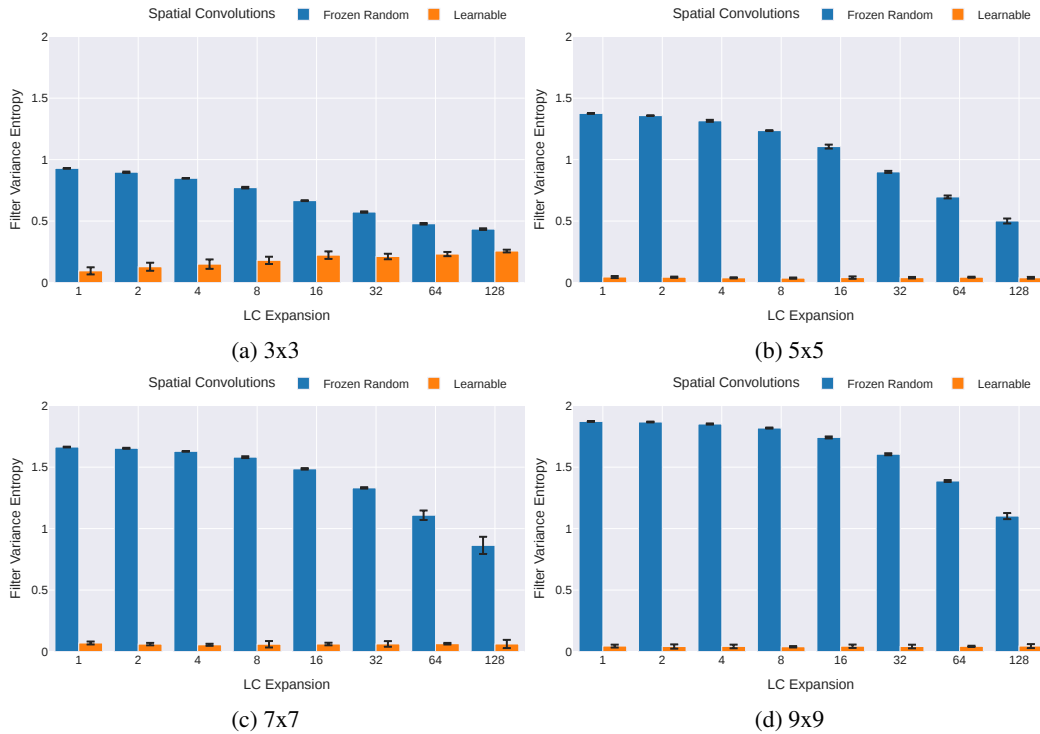 Spatial Convolutions Frozen Random Learnable
2
1.5
1
0.5
0
Filter Variance Entropy
1 2 4 8 16 32 64 128
LC Expansion
(a) 3x3
Spatial Convolutions Frozen Random Learnable
2
1.5
1
0.5
0
Filter Variance Entropy
1 2 4 8 16 32 64 128
LC Expansion
(b) 5x5
Spatial Convolutions Frozen Random Learnable
2
1.5
1
0.5
0
Filter Variance Entropy
1 2 4 8 16 32 64 128
LC Expansion
(c) 7x7
Spatial Convolutions Frozen Random Learnable
2
1.5
1
0.5
0
Filter Variance Entropy
1 2 4 8 16 32 64 128
LC Expansion
(d) 9x9